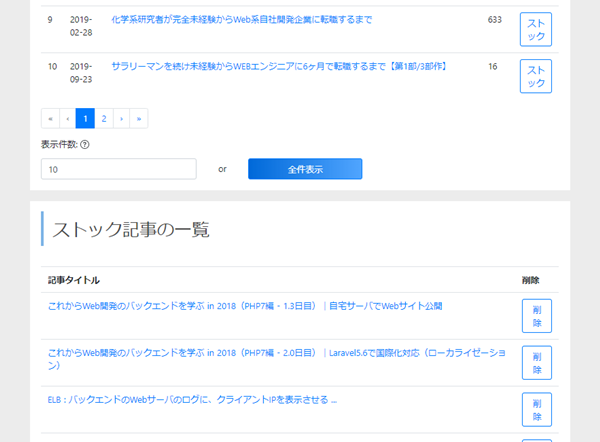 9 2019-02-28 化学系研究者が完全未経験からWeb系自社開発企業に転職するまで 633 ストック
10 2019-09-23 サラリーマンを続け未経験からWEBエンジニアに6ヶ月で転職するまで【第1部/3部作】 16 ストック
« ‹ 1 2 › »
表示件数:
10 or 全件表示
ストック記事の一覧
記事タイトル 削除
これからWeb開発のバックエンドを学ぶ in 2018（PHP7編 - 1.3日目）｜自宅サーバでWebサイト公開 削除
これからWeb開発のバックエンドを学ぶ in 2018（PHP7編 - 2.0日目）｜Laravel5.6で国際化対応（ローカライゼーション） 削除
ELB：バックエンドのWebサーバのログに、クライアントIPを表示させる ... 削除